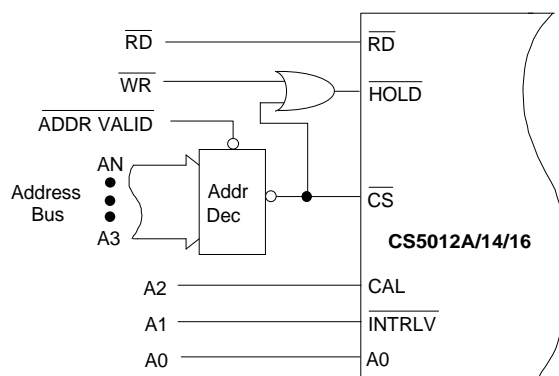 RD RD
WR
HOLD
ADDR VALID
AN
Address
Bus
Addr
Dec
CS
A3
CS5012A/14/16
A2 CAL
A1 INTRLV
A0 A0